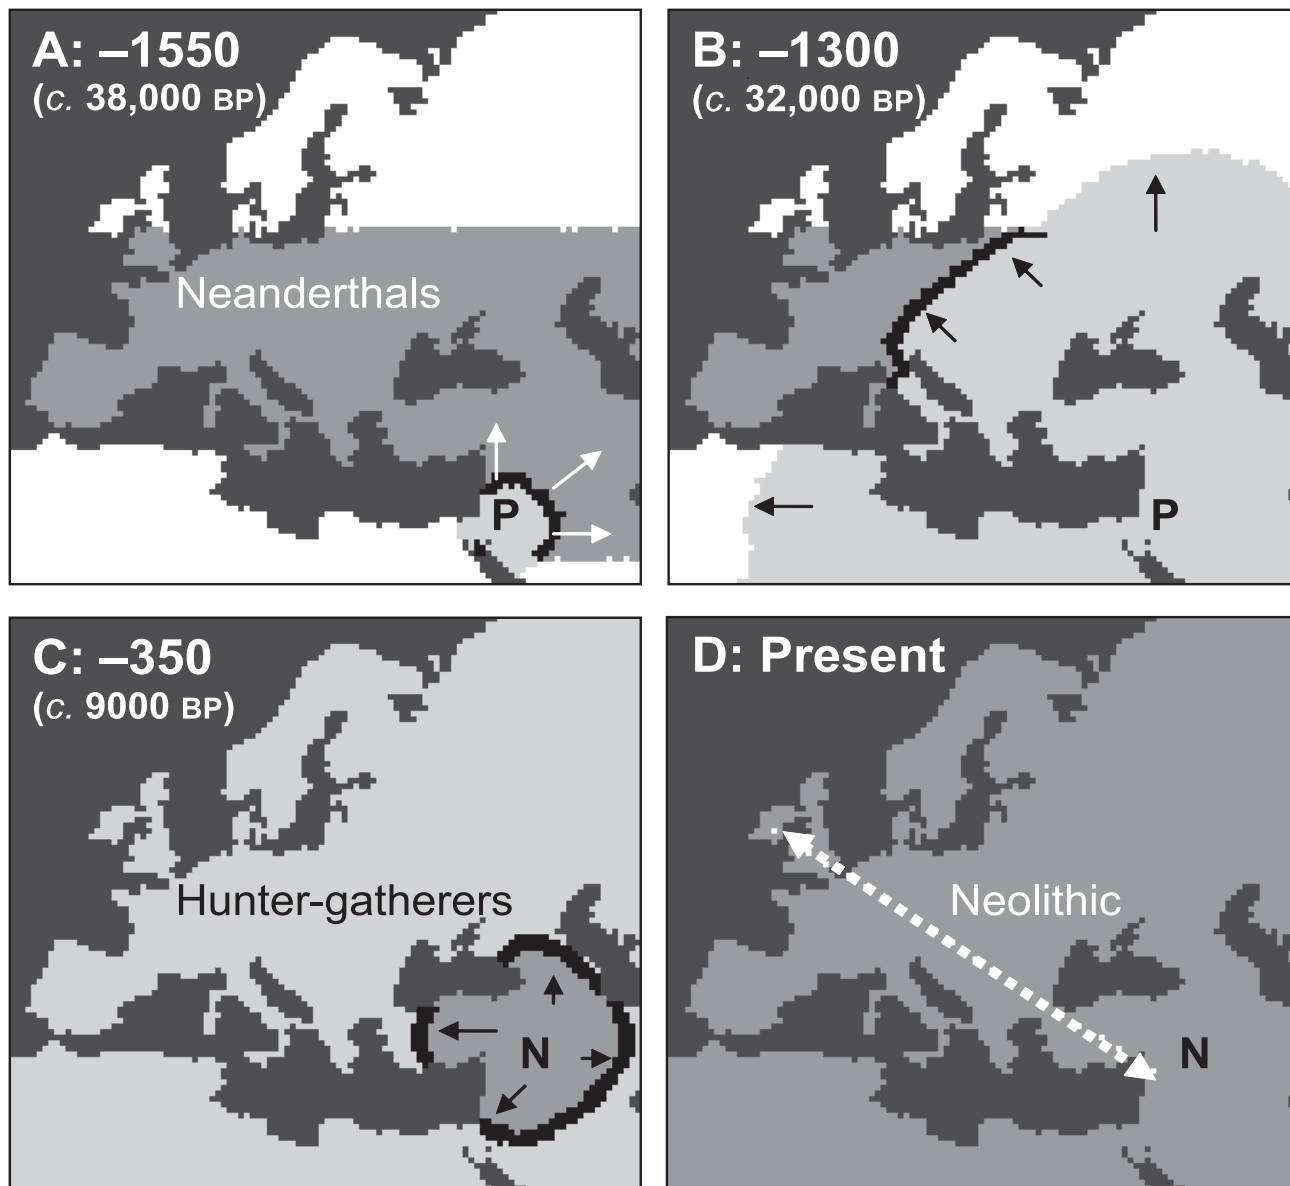 A: –1550
(c. 38,000 BP)
Neanderthals
P
B: –1300
(c. 32,000 BP)
P
C: –350
(c. 9000 BP)
Hunter-gatherers
N
D: Present
Neolithic
N